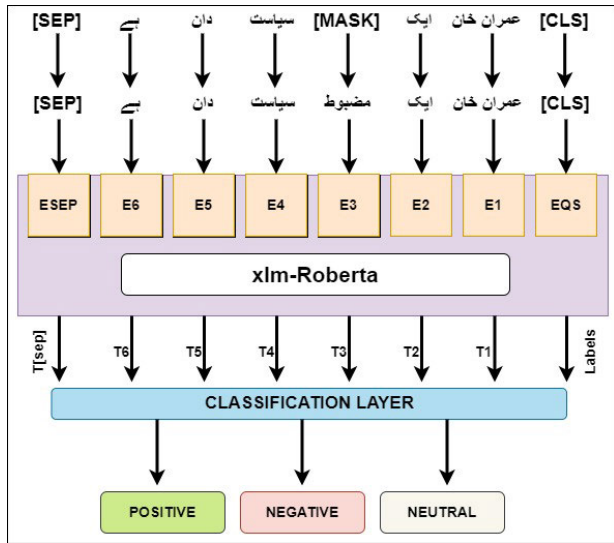 [SEP] ہے دان سیاست [MASK] ایک عمران خان [CLS]
[SEP] ہے دان سیاست مضبوط ایک عمران خان [CLS]
ESEP E6 E5 E4 E3 E2 E1 EQS
xlm-Roberta
T[sep] T6 T5 T4 T3 T2 T1 Labels
CLASSIFICATION LAYER
POSITIVE NEGATIVE NEUTRAL